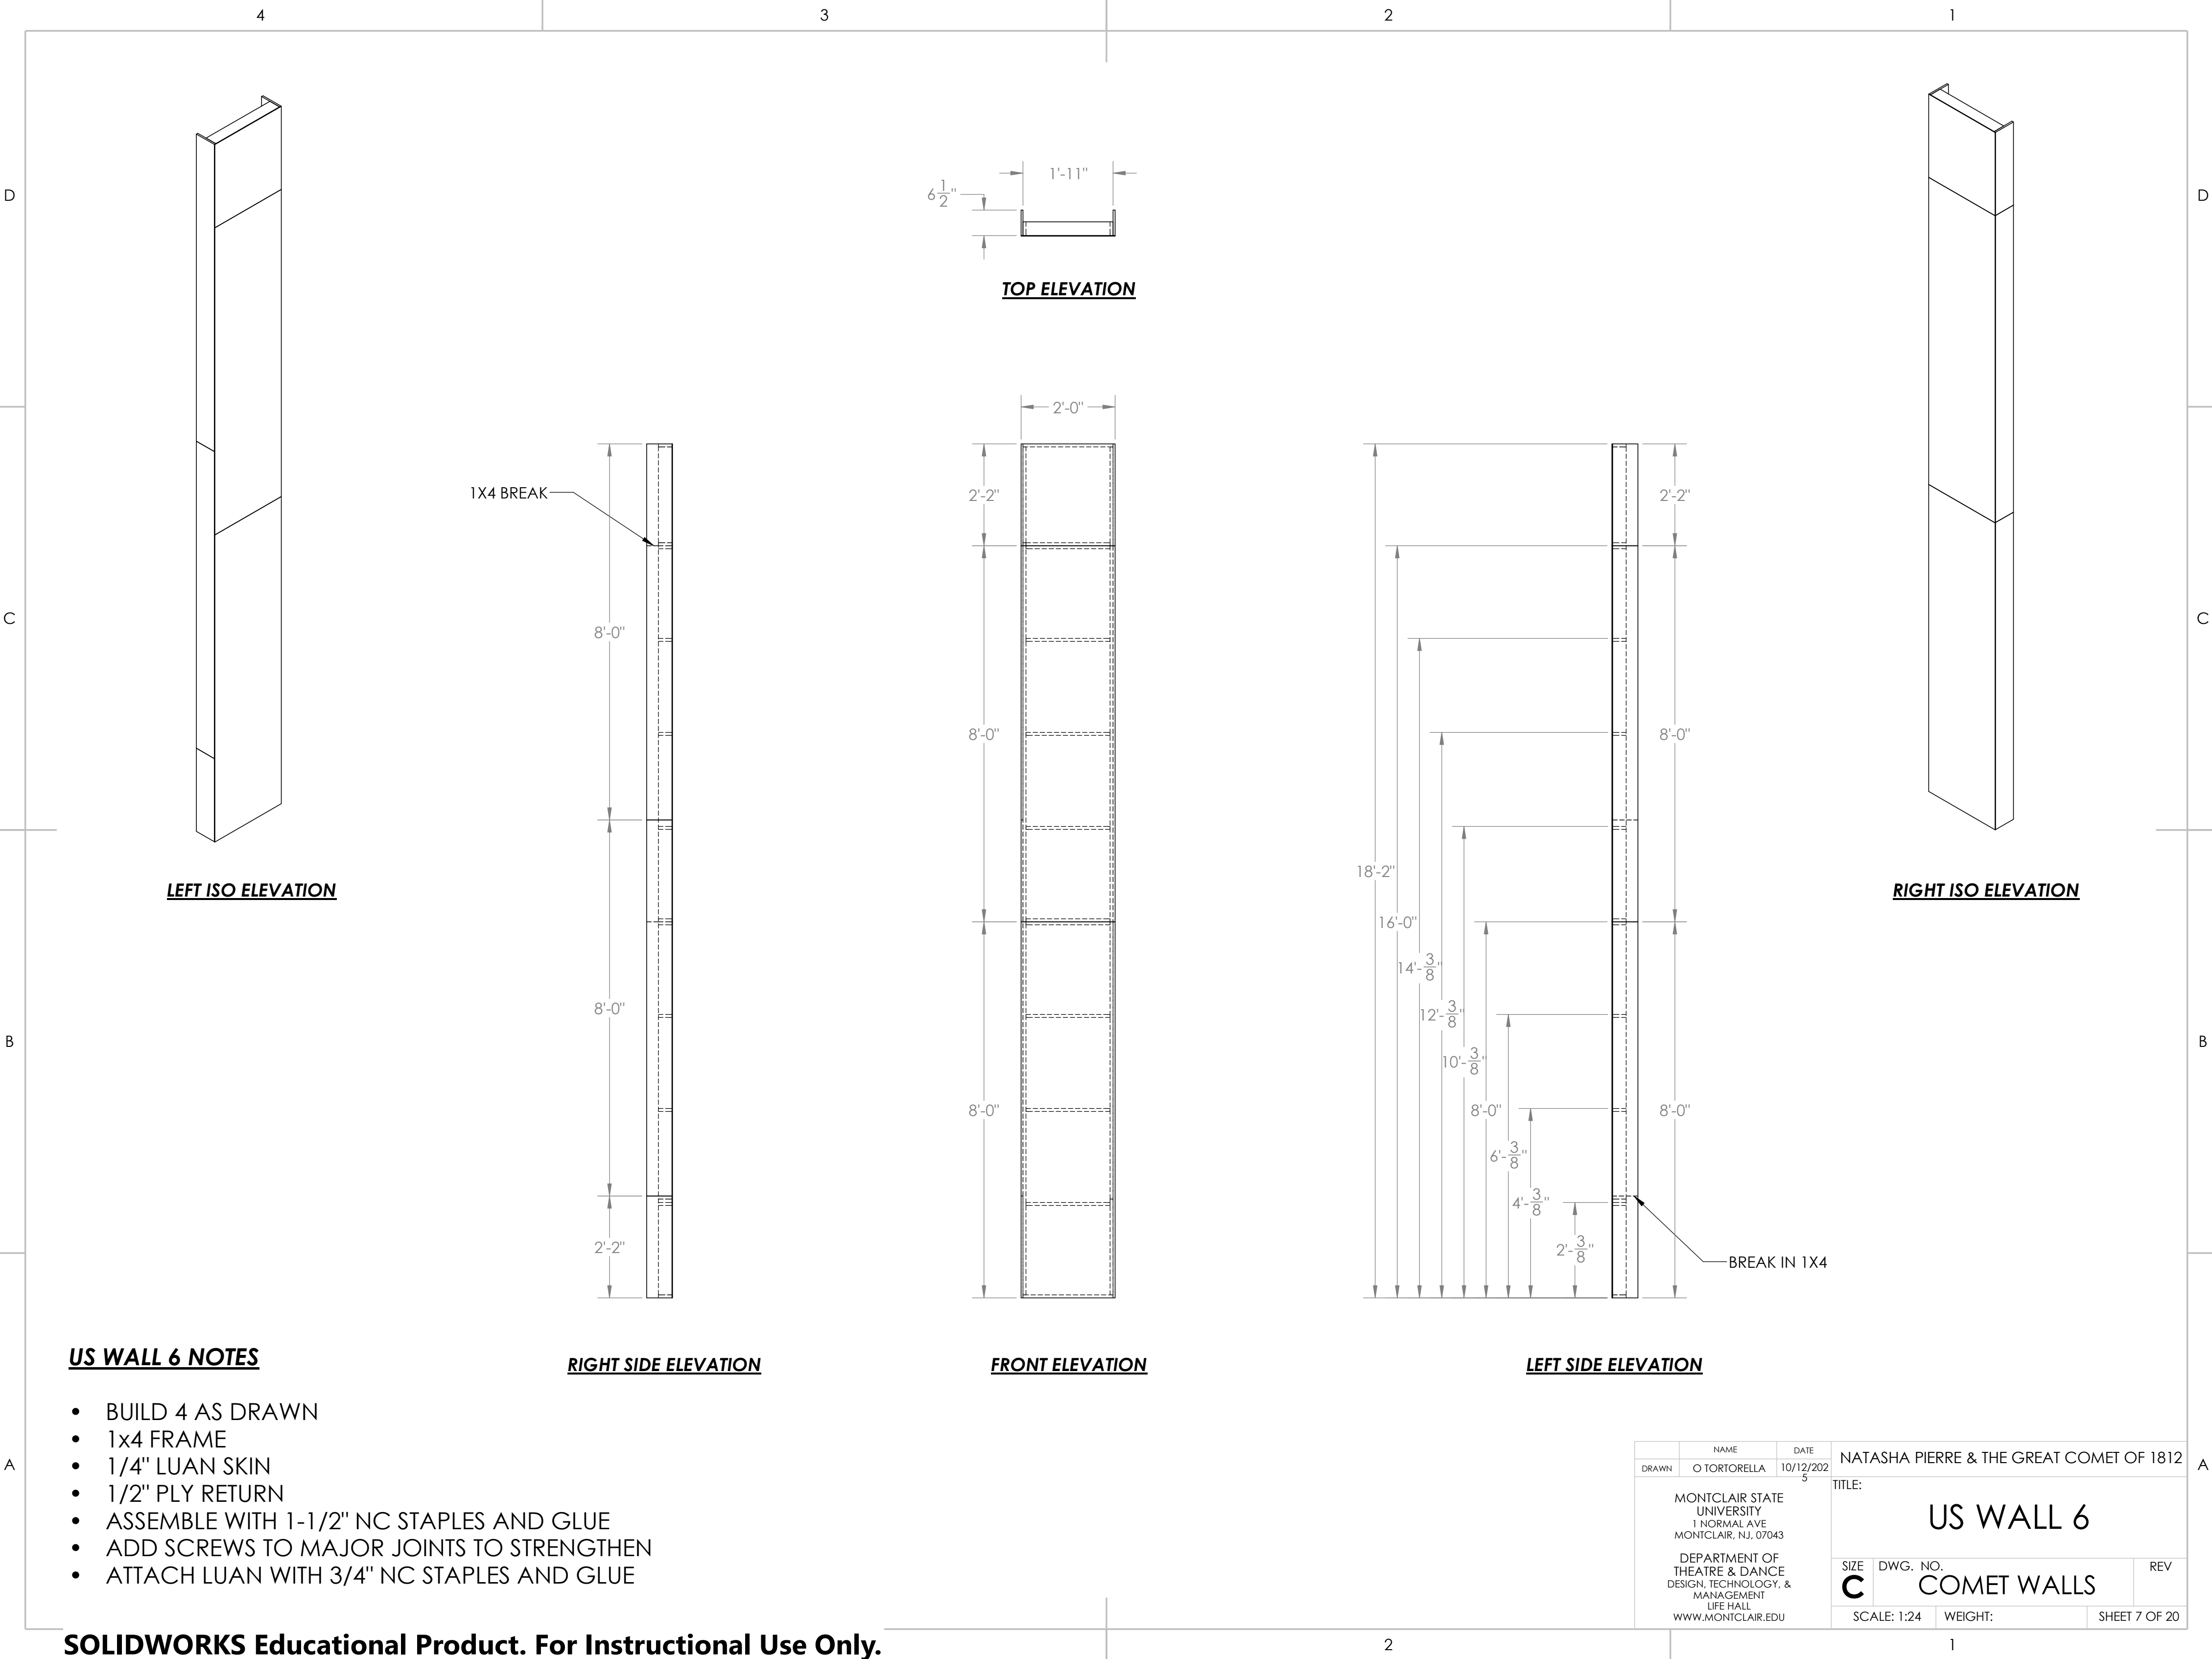 4 3 2 1
D D
C C
B B
A A
1'-11"
6 1/2"
TOP ELEVATION
2'-0"
1X4 BREAK
8'-0"
8'-0"
2'-2"
RIGHT SIDE ELEVATION
2'-2"
8'-0"
8'-0"
FRONT ELEVATION
18'-2"
16'-0"
14'-3/8"
12'-3/8"
10'-3/8"
8'-0"
6'-3/8"
4'-3/8"
2'-3/8"
2'-2"
8'-0"
8'-0"
BREAK IN 1X4
LEFT SIDE ELEVATION
LEFT ISO ELEVATION
RIGHT ISO ELEVATION
US WALL 6 NOTES
• BUILD 4 AS DRAWN
• 1x4 FRAME
• 1/4" LUAN SKIN
• 1/2" PLY RETURN
• ASSEMBLE WITH 1-1/2" NC STAPLES AND GLUE
• ADD SCREWS TO MAJOR JOINTS TO STRENGTHEN
• ATTACH LUAN WITH 3/4" NC STAPLES AND GLUE
NAME DATE
DRAWN O TORTORELLA 10/12/202
5
MONTCLAIR STATE
UNIVERSITY
1 NORMAL AVE
MONTCLAIR, NJ, 07043
DEPARTMENT OF
THEATRE & DANCE
DESIGN, TECHNOLOGY, &
MANAGEMENT
LIFE HALL
WWW.MONTCLAIR.EDU
NATASHA PIERRE & THE GREAT COMET OF 1812
TITLE:
US WALL 6
SIZE DWG. NO. REV
C COMET WALLS
SCALE: 1:24 WEIGHT: SHEET 7 OF 20
SOLIDWORKS Educational Product. For Instructional Use Only.
2 1